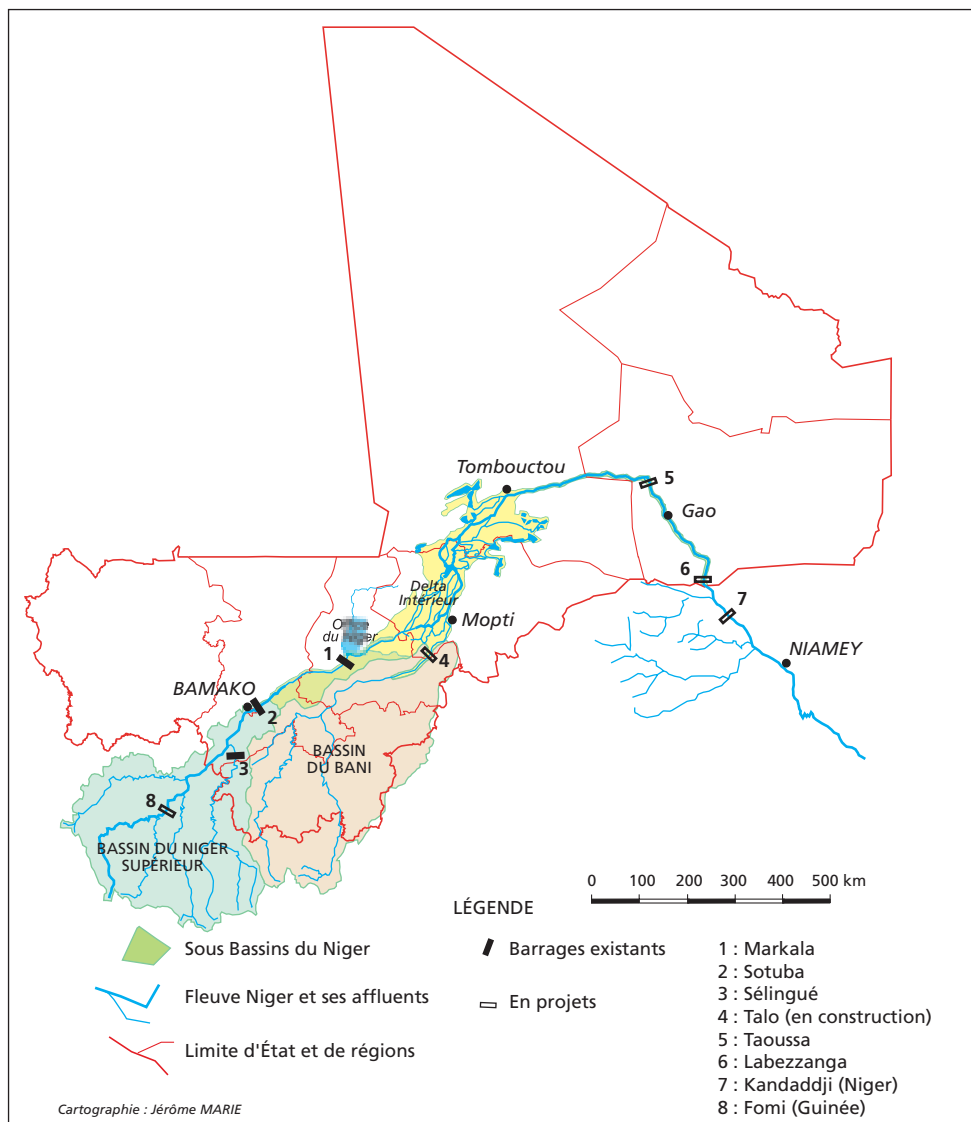 Tombouctou
5
Gao
6
7
Delta
Intérieur
Mopti
du
1
4
NIAMEY
BAMAKO
2
3
BASSIN
DU BANI
8
BASSIN DU NIGER
SUPÉRIEUR
0 100 200 300 400 500 km
LÉGENDE
Sous Bassins du Niger
Fleuve Niger et ses affluents
Limite d'État et de régions
Barrages existants
En projets
1 : Markala
2 : Sotuba
3 : Sélingué
4 : Talo (en construction)
5 : Taoussa
6 : Labezzanga
7 : Kandaddji (Niger)
8 : Fomi (Guinée)
Cartographie : Jérôme MARIE